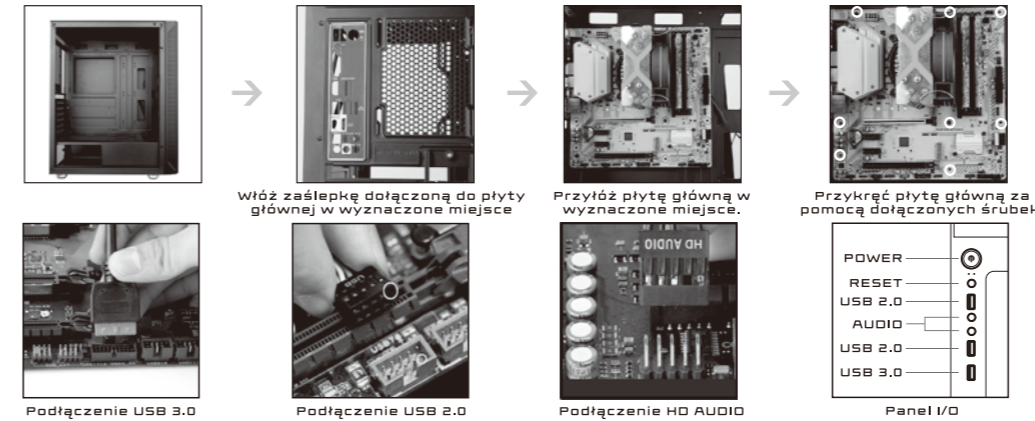 Włóż zaślepkę dołączoną do płyty
głównej w wyznaczone miejsce
Przyłóż płytę główną w
wyznaczone miejsce.
Przykręć płytę główną za
pomocą dołączonych śrubek
HD AUDIO
POWER
RESET
USB 2.0
AUDIO
USB 2.0
USB 3.0
Podłączenie USB 3.0
Podłączenie USB 2.0
Podłączenie HD AUDIO
Panel I/O